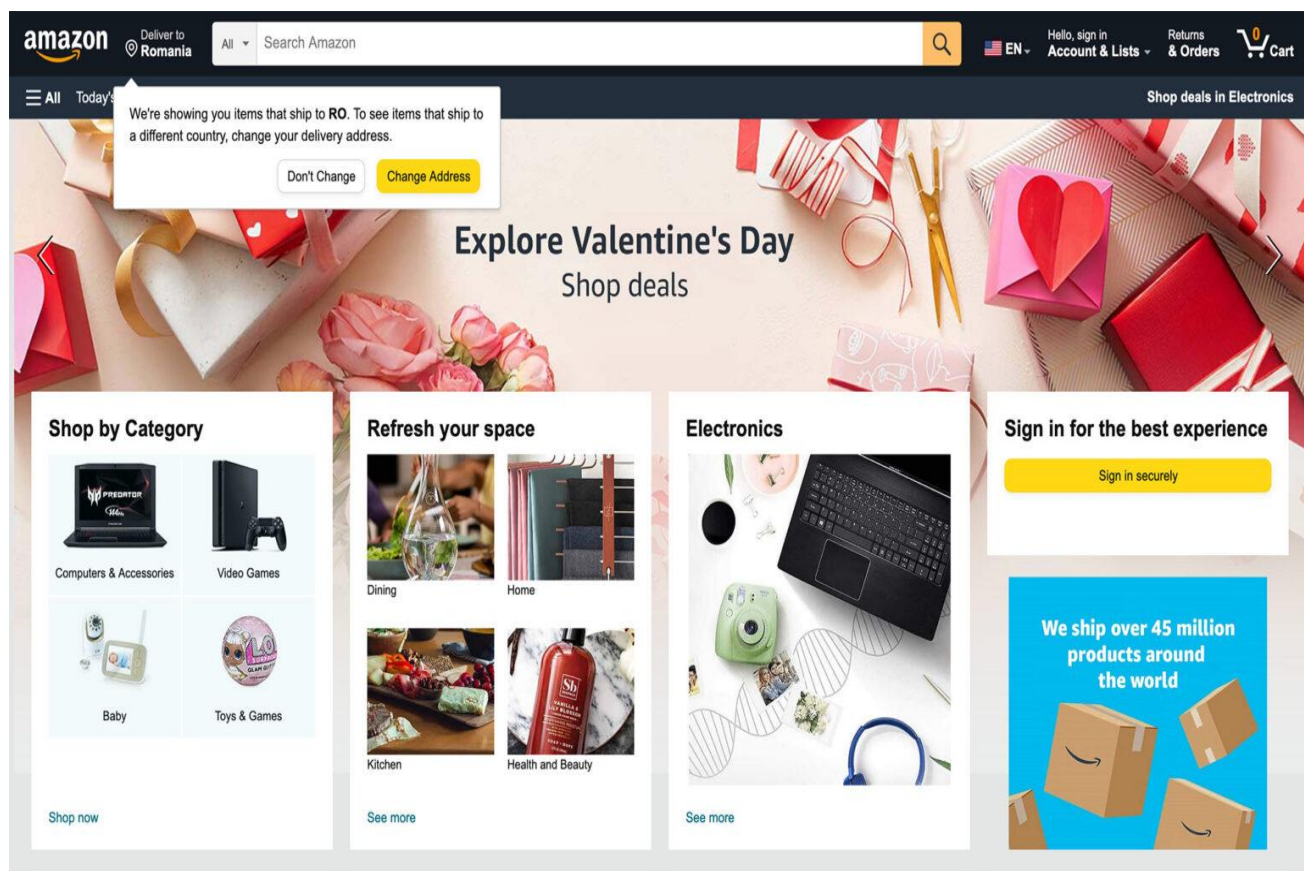 amazon
Deliver to
Romania
All
Search Amazon
EN
Hello, sign in
Account & Lists
Returns
& Orders
0
Cart
All
Today's
Shop deals in Electronics
We're showing you items that ship to RO. To see items that ship to
a different country, change your delivery address.
Don't Change
Change Address
Explore Valentine's Day
Shop deals
Shop by Category
PREDATOR
Computers & Accessories
Video Games
Baby
Toys & Games
Shop now
Refresh your space
Dining
Home
Sb
VANILLA &
LILY BLOSSOM
Kitchen
Health and Beauty
See more
Electronics
See more
Sign in for the best experience
Sign in securely
We ship over 45 million
products around
the world